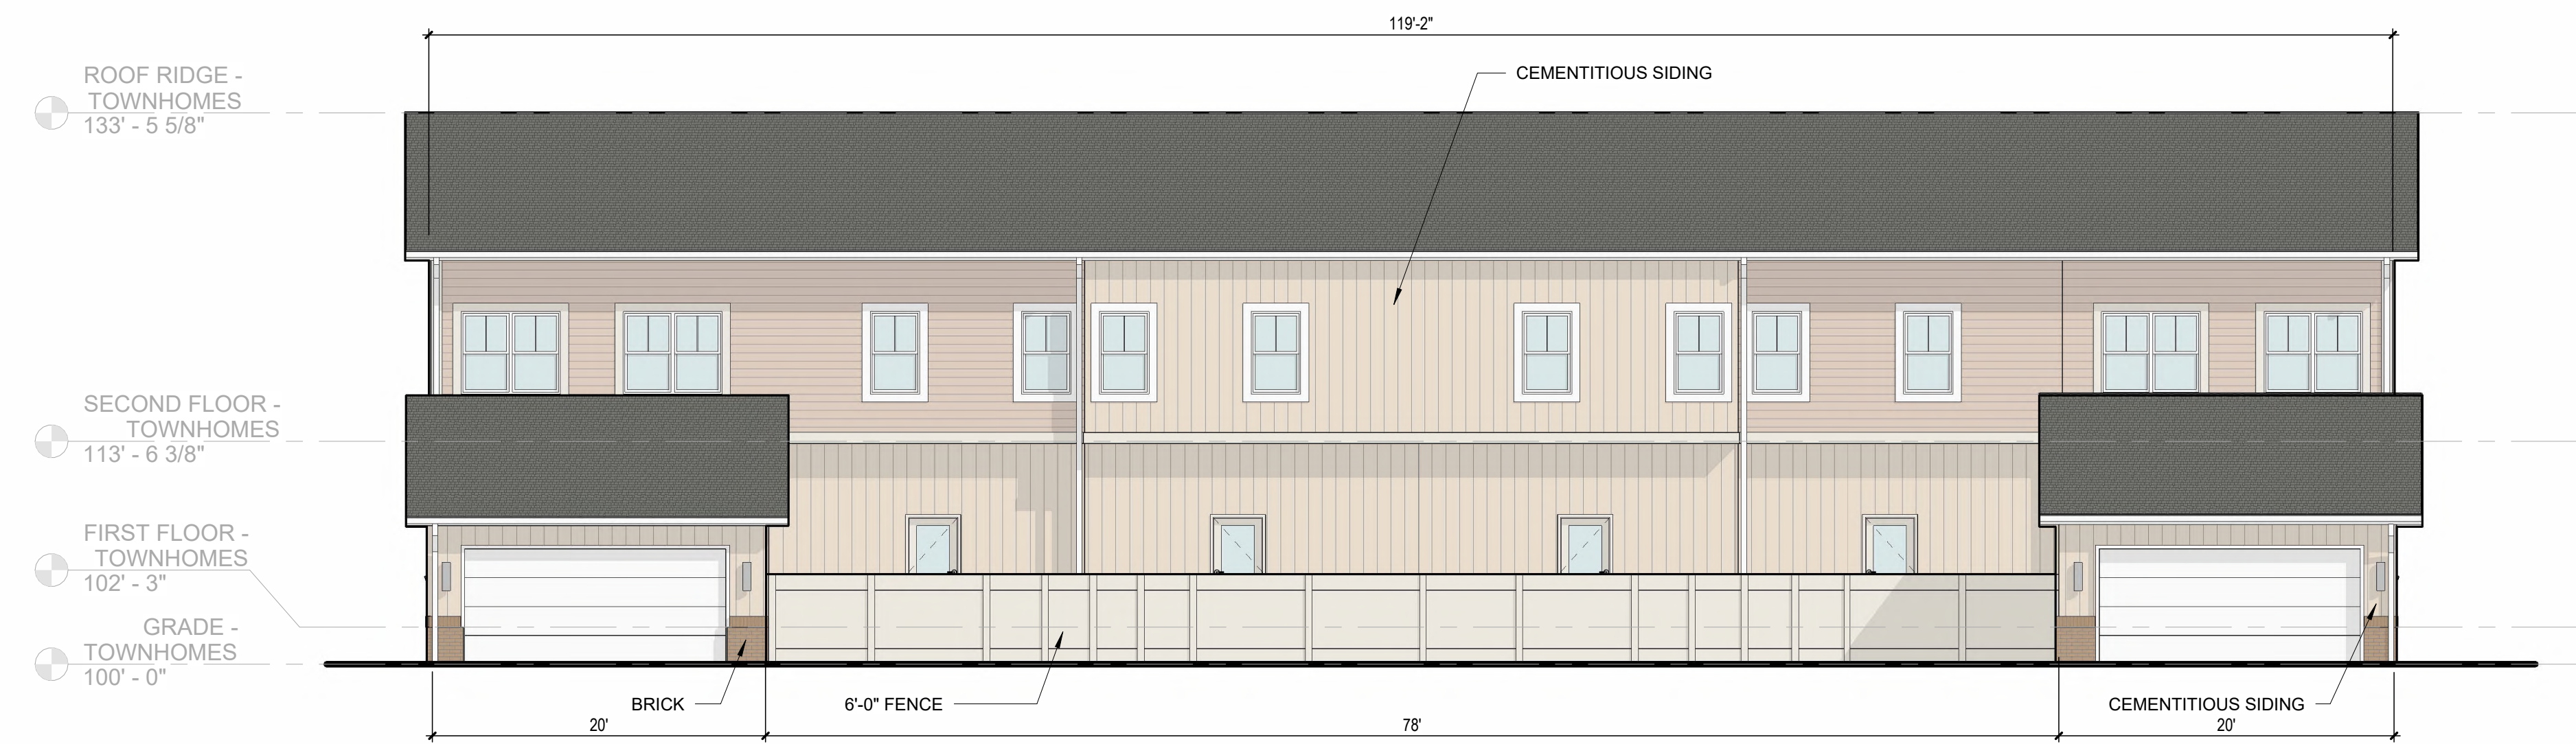 119'-2"
CEMENTITIOUS SIDING
ROOF RIDGE -
TOWNHOMES
133' - 5 5/8"
SECOND FLOOR -
TOWNHOMES
113' - 6 3/8"
FIRST FLOOR -
TOWNHOMES
102' - 3"
GRADE -
TOWNHOMES
100' - 0"
BRICK
6'-0" FENCE
CEMENTITIOUS SIDING
20'
78'
20'